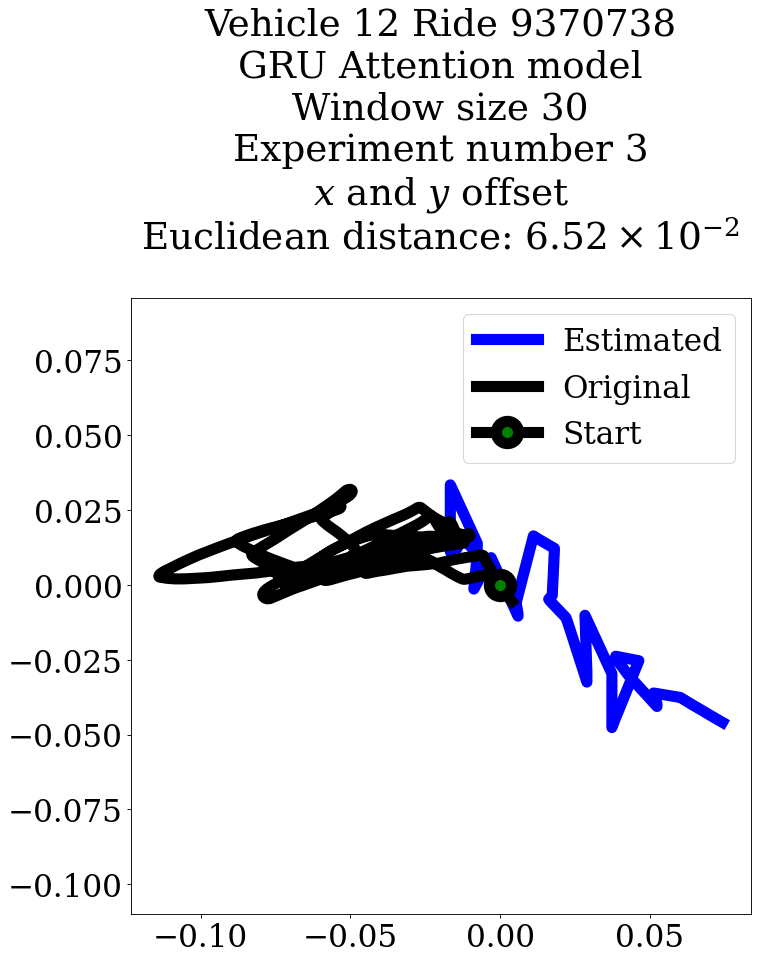 Vehicle 12 Ride 9370738
GRU Attention model
Window size 30
Experiment number 3
x and y offset
Euclidean distance: 6.52 × 10⁻²
Estimated
Original
Start
0.075
0.050
0.025
0.000
−0.025
−0.050
−0.075
−0.100
−0.10 −0.05 0.00 0.05